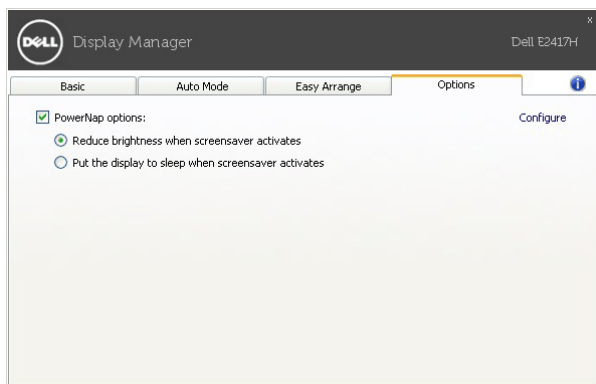 x
DELL Display Manager Dell E2417H
Basic Auto Mode Easy Arrange Options i
PowerNap options: Configure
Reduce brightness when screensaver activates
Put the display to sleep when screensaver activates